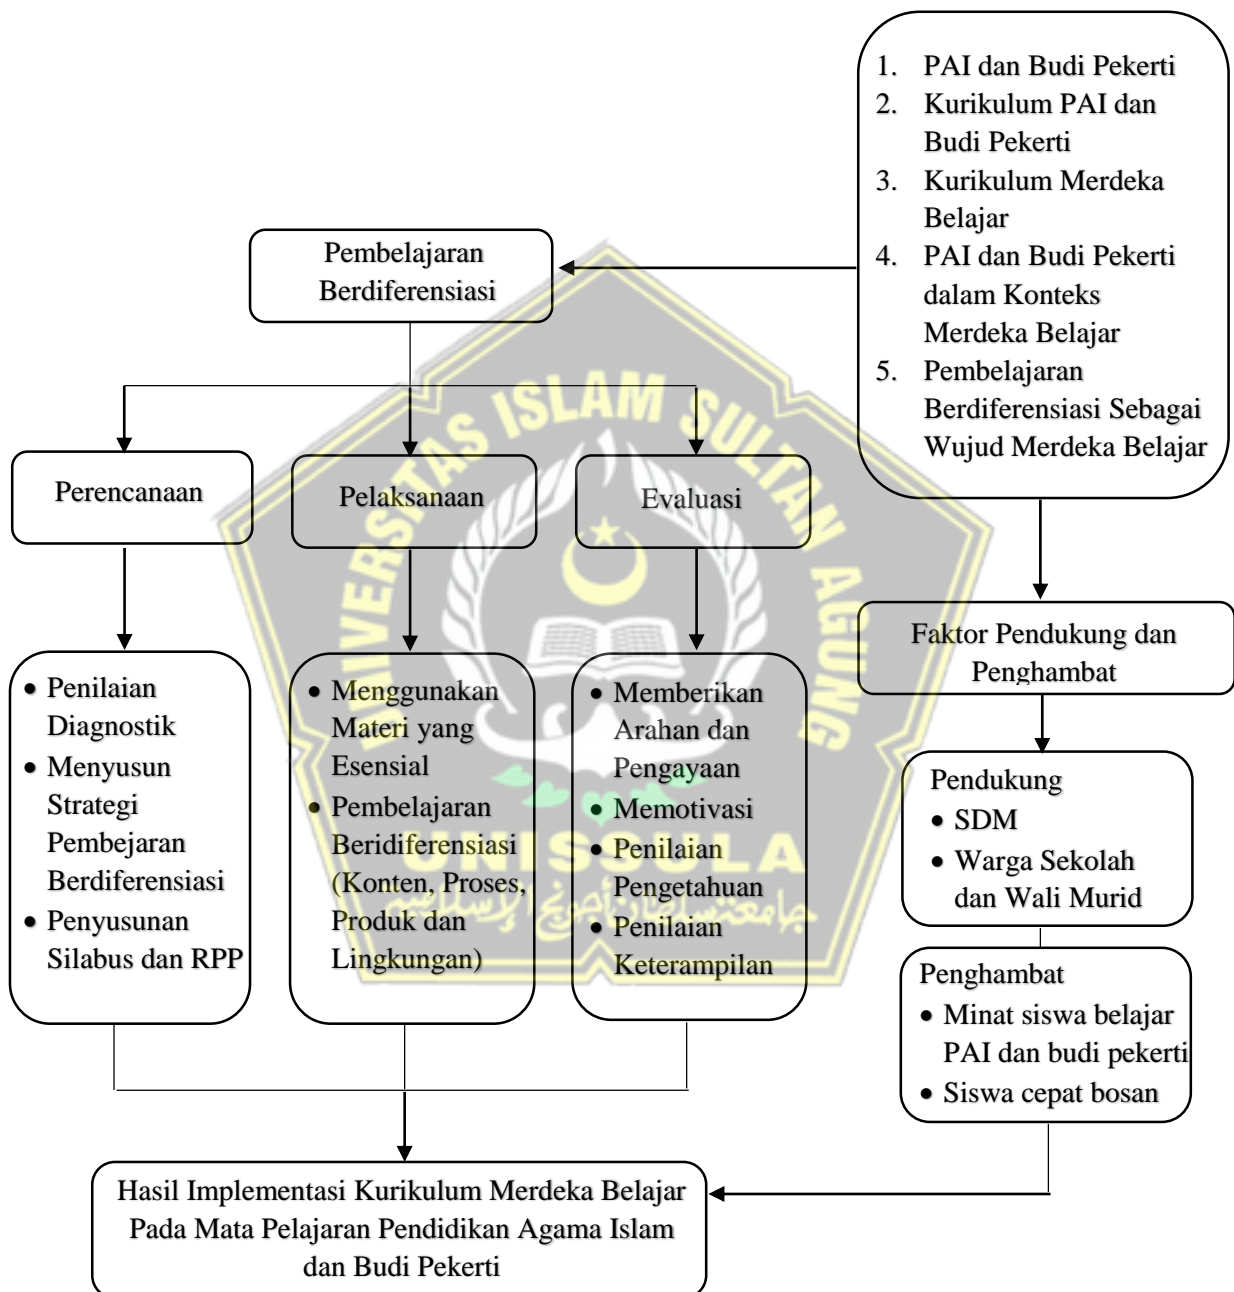 1. PAI dan Budi Pekerti
2. Kurikulum PAI dan
Budi Pekerti
3. Kurikulum Merdeka
Belajar
4. PAI dan Budi Pekerti
dalam Konteks
Merdeka Belajar
5. Pembelajaran
Berdiferensiasi Sebagai
Wujud Merdeka Belajar
Pembelajaran
Berdiferensiasi
Perencanaan
Pelaksanaan
Evaluasi
Faktor Pendukung dan
Penghambat
• Penilaian
Diagnostik
• Menyusun
Strategi
Pembejaran
Berdiferensiasi
• Penyusunan
Silabus dan RPP
• Menggunakan
Materi yang
Esensial
• Pembelajaran
Beridiferensiasi
(Konten, Proses,
Produk dan
Lingkungan)
• Memberikan
Arahan dan
Pengayaan
• Memotivasi
• Penilaian
Pengetahuan
• Penilaian
Keterampilan
Pendukung
• SDM
• Warga Sekolah
dan Wali Murid
Penghambat
• Minat siswa belajar
PAI dan budi pekerti
• Siswa cepat bosan
Hasil Implementasi Kurikulum Merdeka Belajar
Pada Mata Pelajaran Pendidikan Agama Islam
dan Budi Pekerti
UNIVERSITAS ISLAM SULTAN AGUNG
UNISSULA
جامعة سلطان أجونج الإسلامية